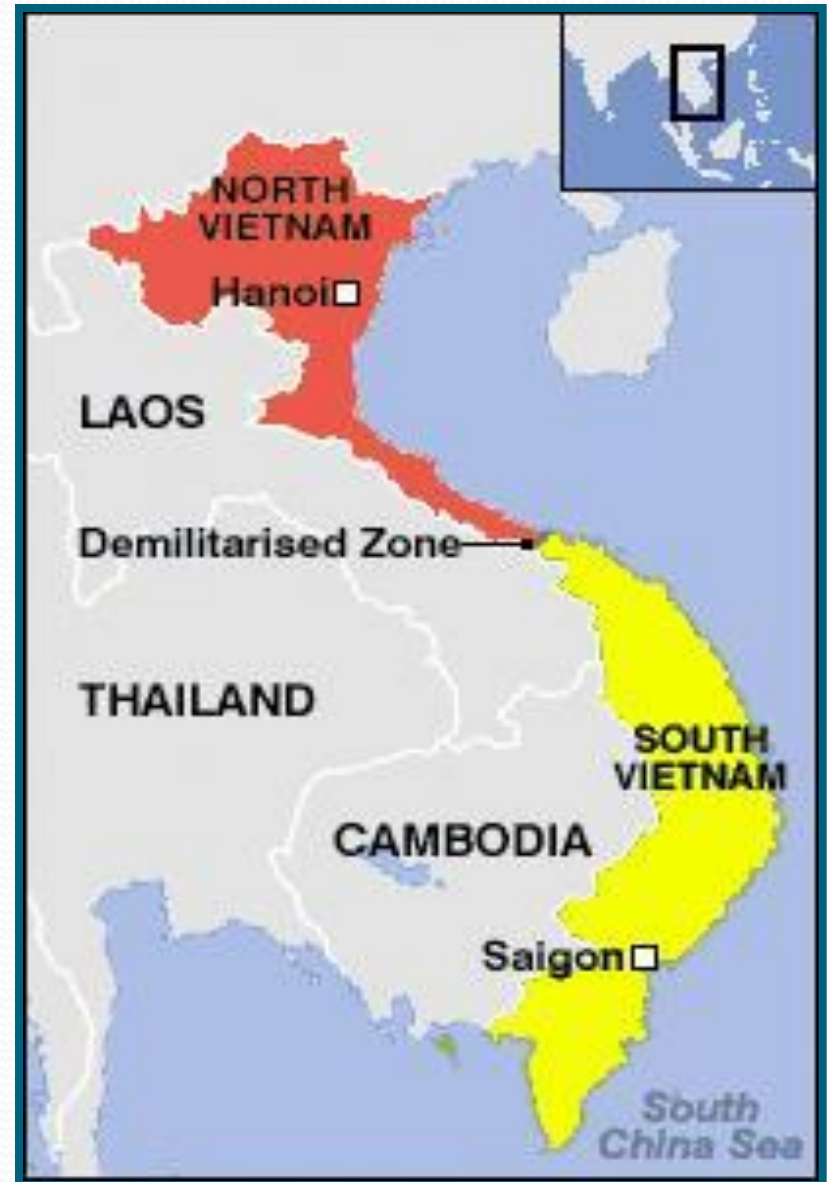 NORTH
VIETNAM
Hanoi
LAOS
Demilitarised Zone
THAILAND
SOUTH
VIETNAM
CAMBODIA
Saigon
South
China Sea